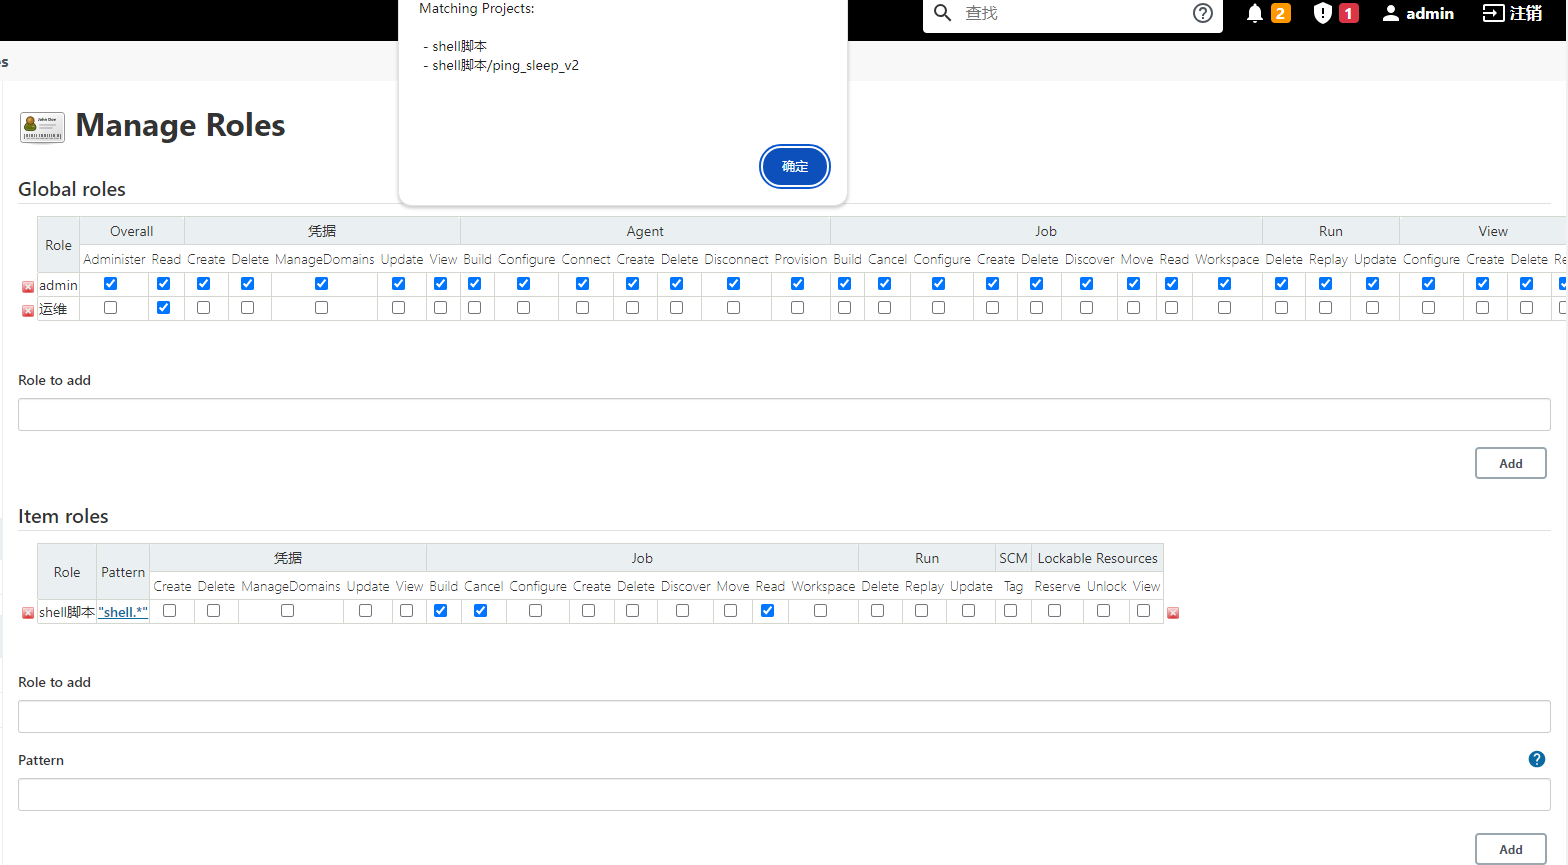 Matching Projects:
- shell脚本
- shell脚本/ping_sleep_v2
确定
查找
2
1
admin
注销
s
Manage Roles
Global roles
Role Overall 凭据 Agent Job Run View
Administer Read Create Delete ManageDomains Update View Build Configure Connect Create Delete Disconnect Provision Build Cancel Configure Create Delete Discover Move Read Workspace Delete Replay Update Configure Create Delete Re
admin
运维
Role to add
Add
Item roles
Role Pattern 凭据 Job Run SCM Lockable Resources
Create Delete ManageDomains Update View Build Cancel Configure Create Delete Discover Move Read Workspace Delete Replay Update Tag Reserve Unlock View
shell脚本 "shell.*"
Role to add
Pattern
?
Add